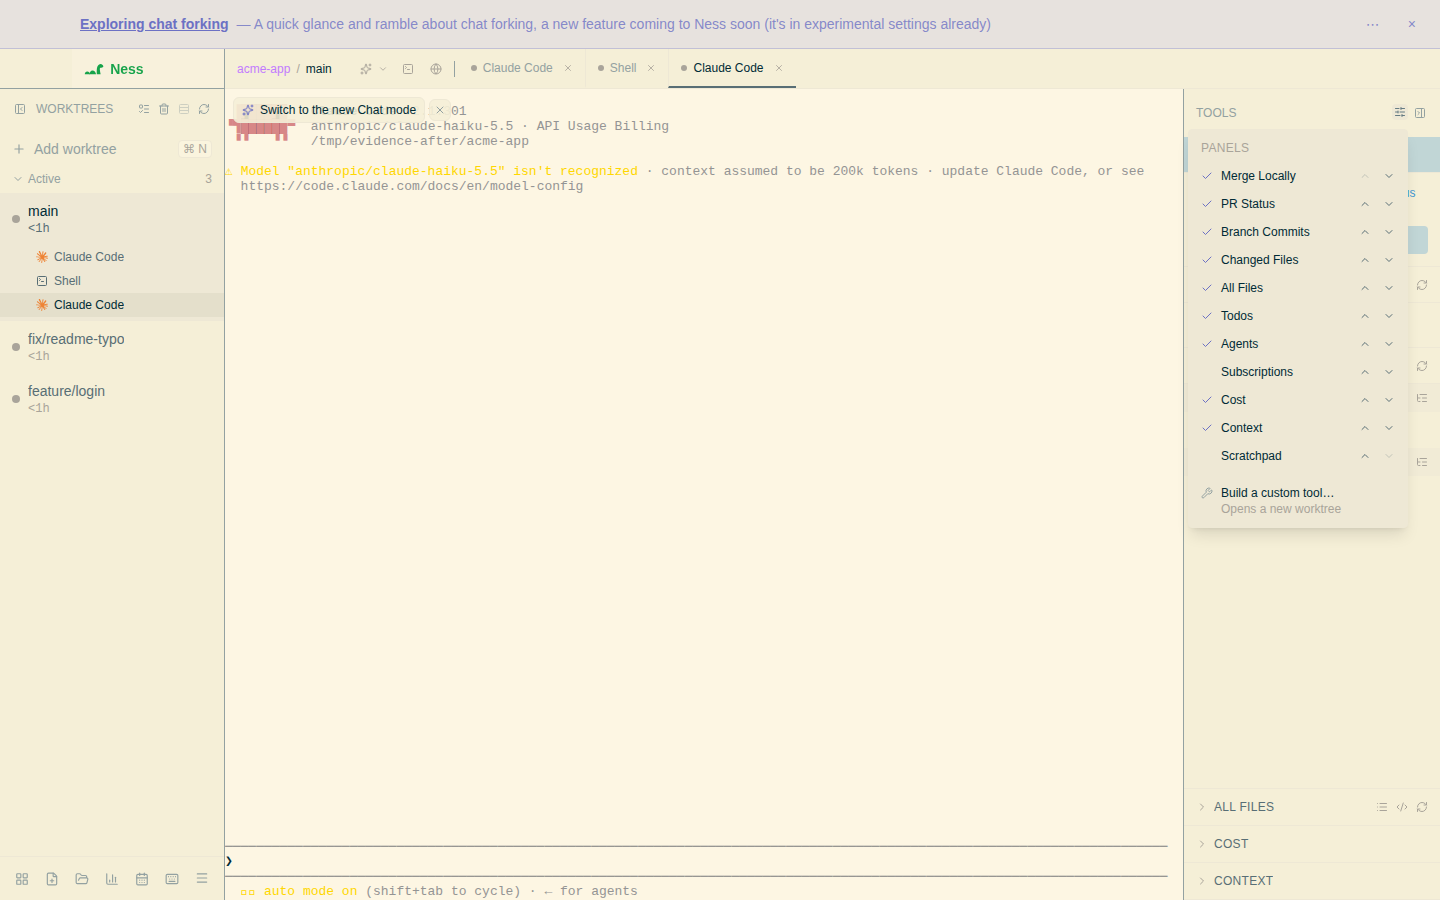 Exploring chat forking — A quick glance and ramble about chat forking, a new feature coming to Ness soon (it's in experimental settings already)
Ness
acme-app / main
Claude Code
Shell
Claude Code
WORKTREES
Add worktree ⌘ N
Active 3
main
<1h
Claude Code
Shell
Claude Code
fix/readme-typo
<1h
feature/login
<1h
Switch to the new Chat mode
01
anthropic/claude-haiku-5.5 · API Usage Billing
/tmp/evidence-after/acme-app
⚠ Model "anthropic/claude-haiku-5.5" isn't recognized · context assumed to be 200k tokens · update Claude Code, or see
https://code.claude.com/docs/en/model-config
❯
auto mode on (shift+tab to cycle) · ← for agents
TOOLS
PANELS
Merge Locally
PR Status
Branch Commits
Changed Files
All Files
Todos
Agents
Subscriptions
Cost
Context
Scratchpad
Build a custom tool…
Opens a new worktree
ALL FILES
COST
CONTEXT